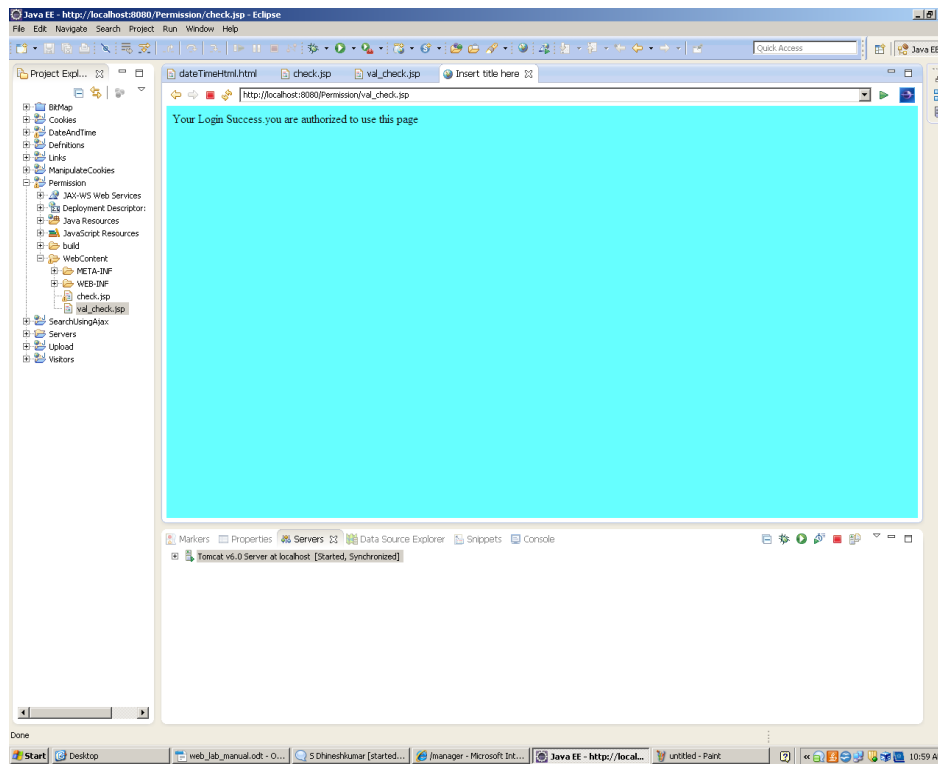 Java EE - http://localhost:8080/Permission/check.jsp - Eclipse
File Edit Navigate Search Project Run Window Help
Quick Access
Java EE
Project Expl...
dateTimeHtml.html
check.jsp
val_check.jsp
Insert title here
http://localhost:8080/Permission/val_check.jsp
Your Login Success.you are authorized to use this page
BitMap
Cookies
DateAndTime
Defnitions
Links
ManipulateCookies
Permission
JAX-WS Web Services
Deployment Descriptor:
Java Resources
JavaScript Resources
build
WebContent
META-INF
WEB-INF
check.jsp
val_check.jsp
SearchUsingAjax
Servers
Upload
Visitors
Markers Properties Servers Data Source Explorer Snippets Console
Tomcat v6.0 Server at localhost [Started, Synchronized]
Done
Start
Desktop
web_lab_manual.odt - O...
S Dhineshkumar [started...
/manager - Microsoft Int...
Java EE - http://local...
untitled - Paint
10:59 A